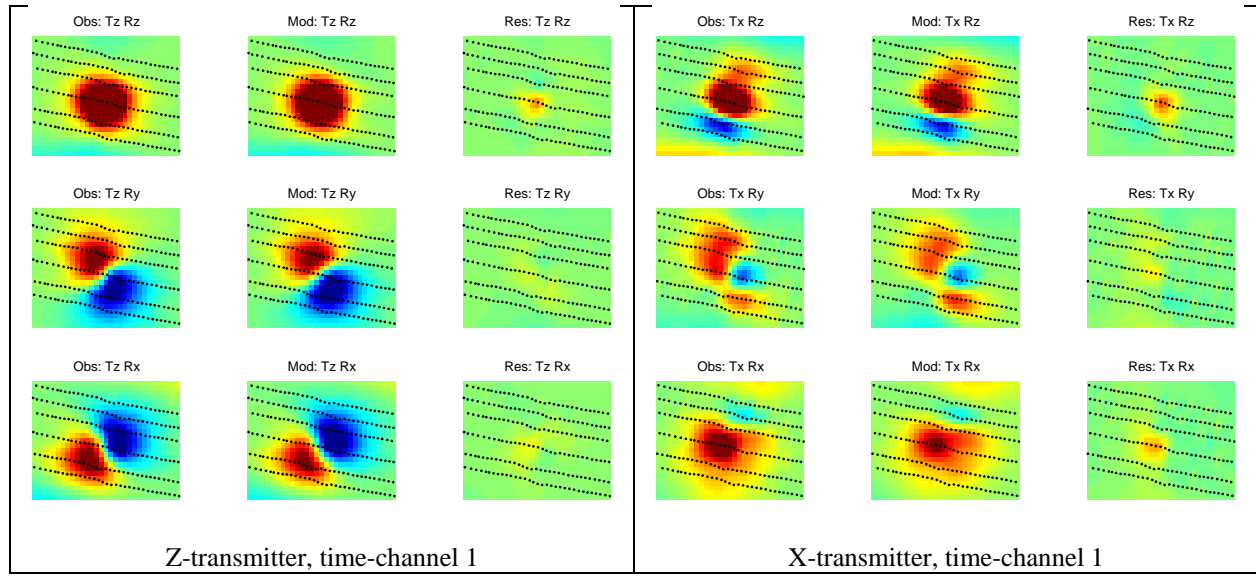 Obs: Tz Rz Mod: Tz Rz Res: Tz Rz Obs: Tx Rz Mod: Tx Rz Res: Tx Rz
Obs: Tz Ry Mod: Tz Ry Res: Tz Ry Obs: Tx Ry Mod: Tx Ry Res: Tx Ry
Obs: Tz Rx Mod: Tz Rx Res: Tz Rx Obs: Tx Rx Mod: Tx Rx Res: Tx Rx
Z-transmitter, time-channel 1 X-transmitter, time-channel 1